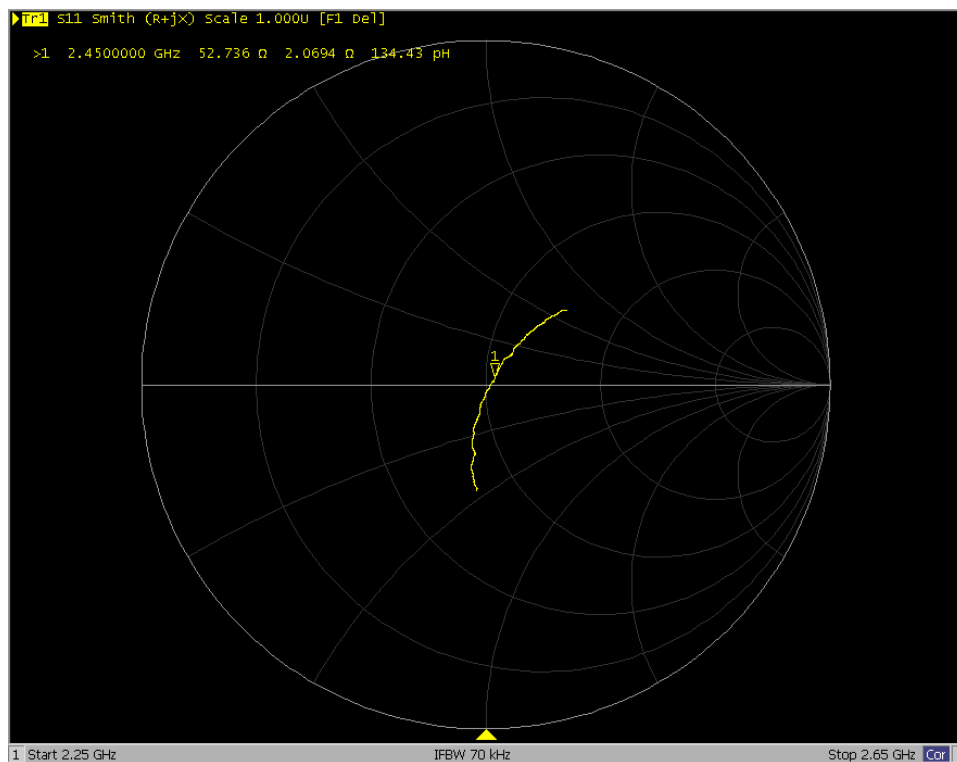 Tr1 S11 Smith (R+jX) Scale 1.000U [F1 Del]
>1 2.4500000 GHz 52.736 Ω 2.0694 Ω 134.43 pH
1
1 Start 2.25 GHz IFBW 70 kHz Stop 2.65 GHz Cor